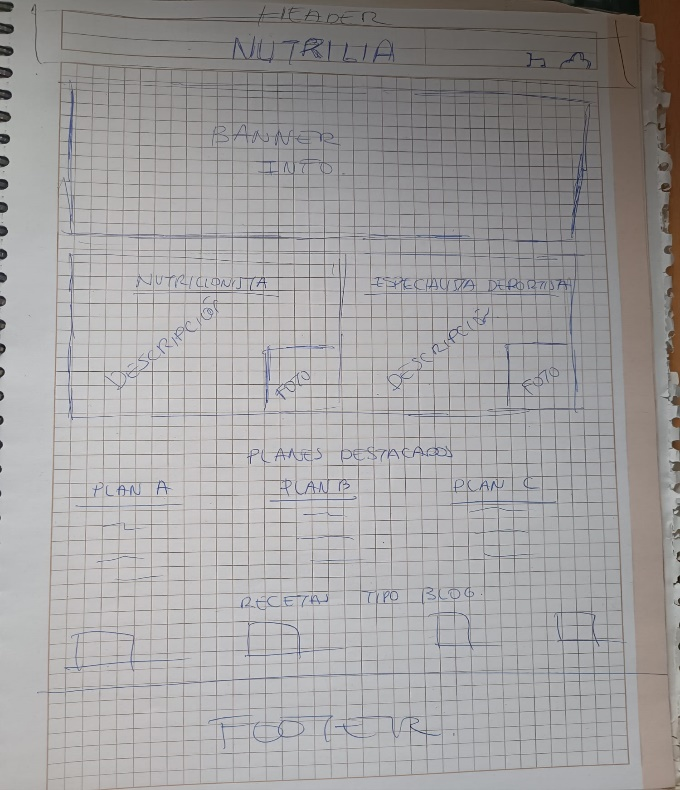 HEADER
NUTRILIA
BANNER
INFO.
NUTRICIONISTA
ESPECIALISTA DEPORTISTA
DESCRIPCIÓN
DESCRIPCIÓN
FOTO
FOTO
PLANES DESTACADOS
PLAN A
PLAN B
PLAN C
RECETAS TIPO BLOG.
FOOTER.